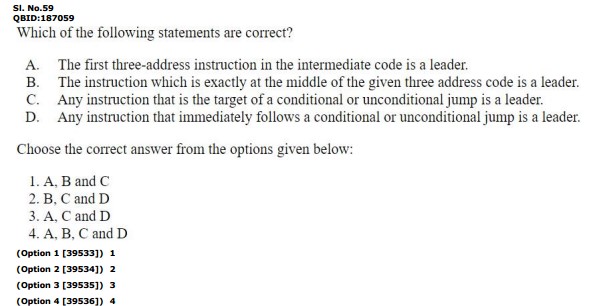 Sl. No.59
QBID:187059
Which of the following statements are correct?
A. The first three-address instruction in the intermediate code is a leader.
B. The instruction which is exactly at the middle of the given three address code is a leader.
C. Any instruction that is the target of a conditional or unconditional jump is a leader.
D. Any instruction that immediately follows a conditional or unconditional jump is a leader.
Choose the correct answer from the options given below:
1. A, B and C
2. B, C and D
3. A, C and D
4. A, B, C and D
(Option 1 [39533]) 1
(Option 2 [39534]) 2
(Option 3 [39535]) 3
(Option 4 [39536]) 4